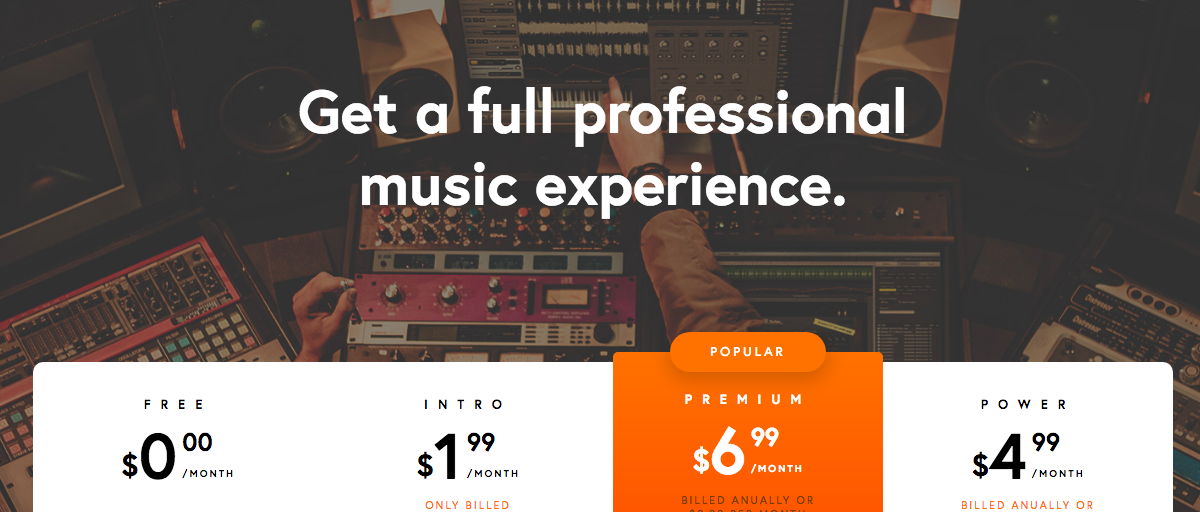 Get a full professional
music experience.
POPULAR
FREE
INTRO
PREMIUM
POWER
$0 00 /MONTH
$1 99 /MONTH
$6 99 /MONTH
$4 99 /MONTH
ONLY BILLED
BILLED ANUALLY OR
BILLED ANUALLY OR